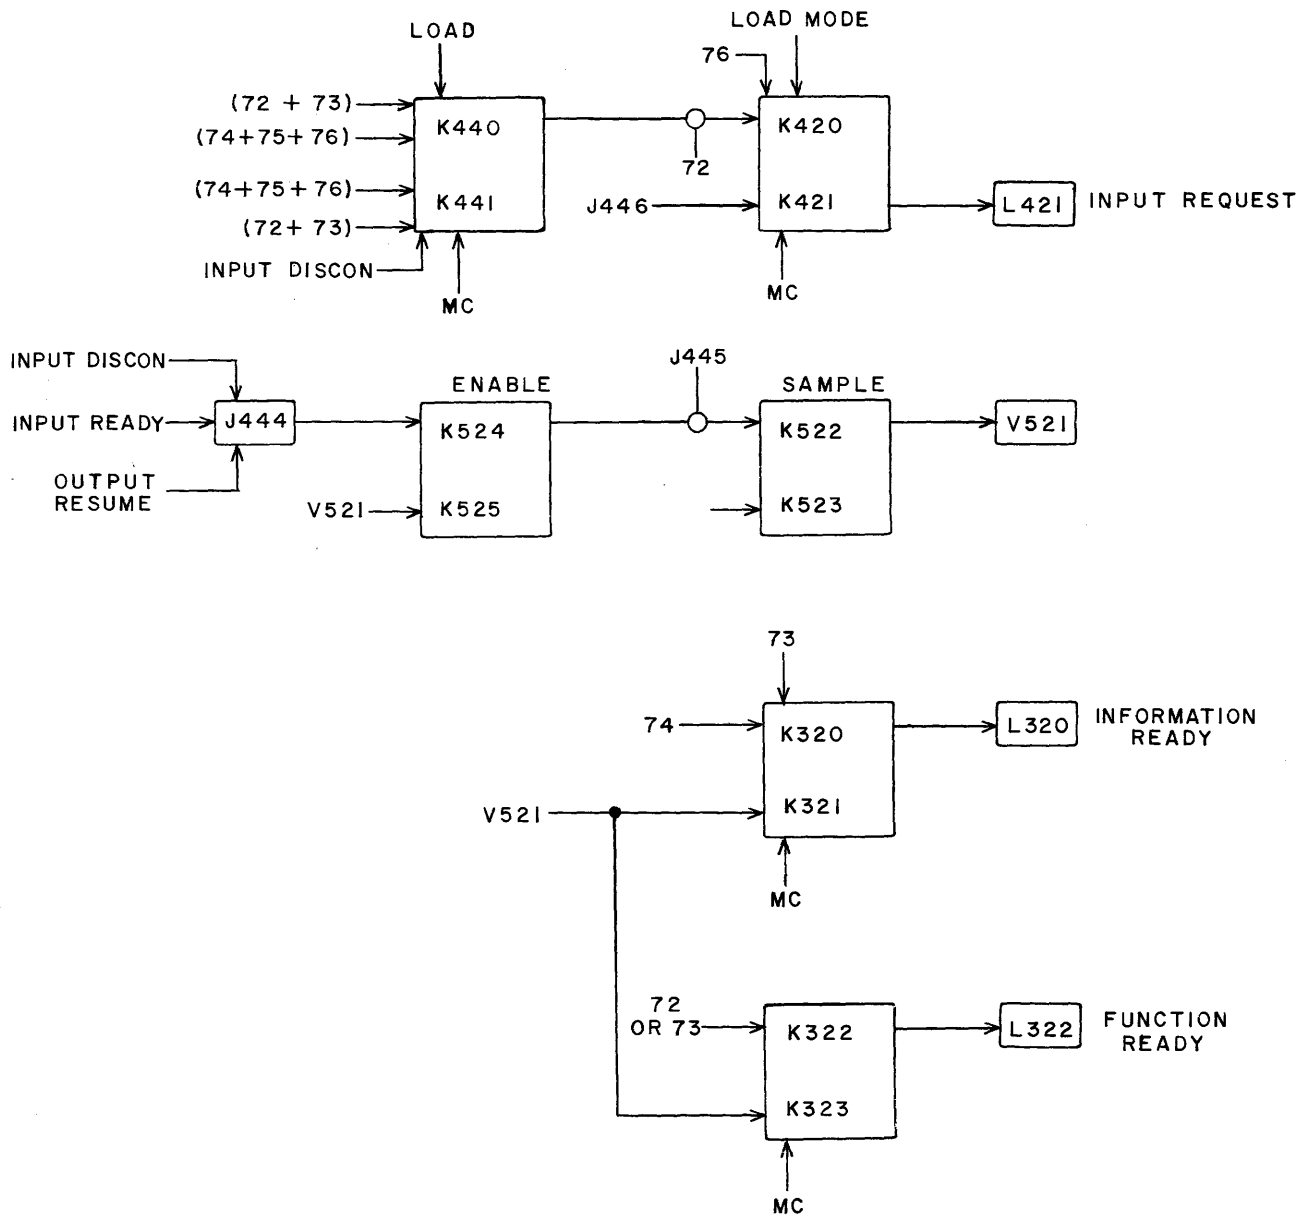 LOAD
LOAD MODE
76
(72 + 73)
(74+75+76)
K440
K420
72
(74+75+76)
K441
J446
K421
L421
INPUT REQUEST
(72+ 73)
INPUT DISCON
MC
MC
INPUT DISCON
J445
ENABLE
SAMPLE
INPUT READY
J444
K524
K522
V521
OUTPUT
RESUME
V521
K525
K523
73
74
K320
L320
INFORMATION
READY
V521
K321
MC
72
OR 73
K322
L322
FUNCTION
READY
K323
MC